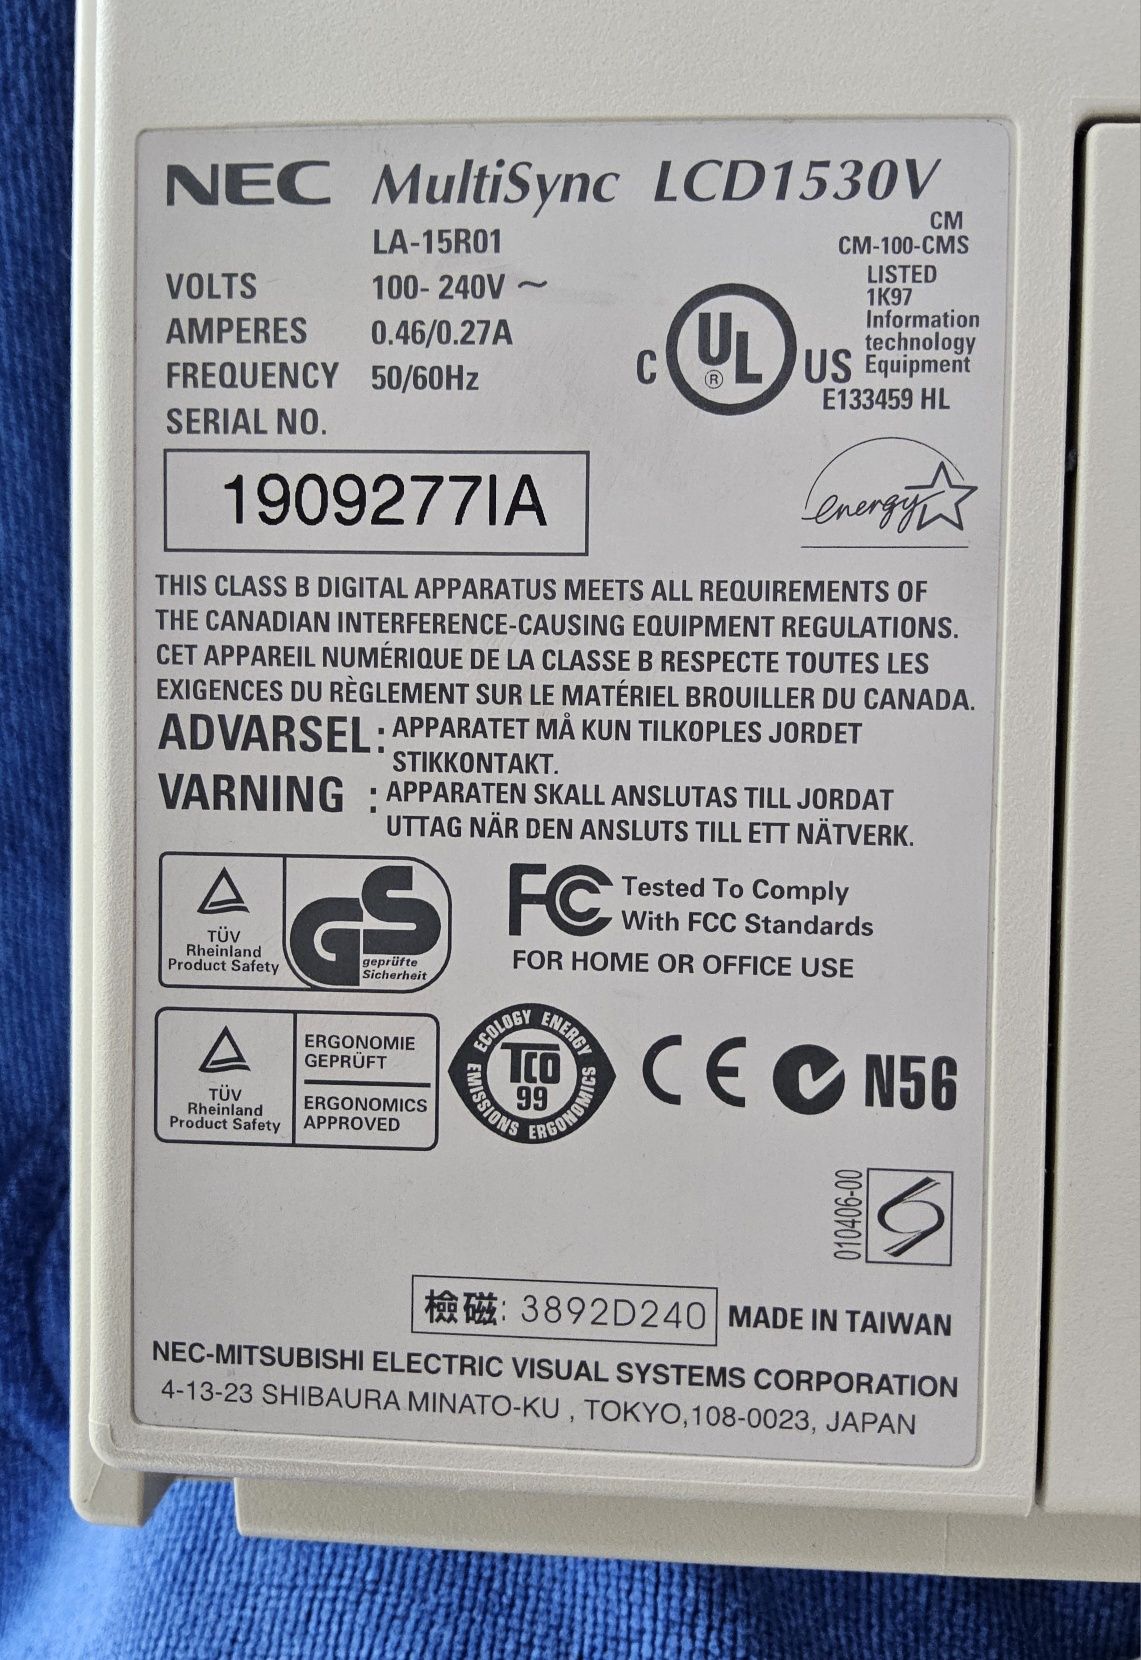 NEC MultiSync LCD1530V
LA-15R01
CM
CM-100-CMS
VOLTS 100- 240V ~
AMPERES 0.46/0.27A
FREQUENCY 50/60Hz
SERIAL NO.
LISTED
1K97
Information
technology
Equipment
E133459 HL
C UL ® US
1909277IA
energy
THIS CLASS B DIGITAL APPARATUS MEETS ALL REQUIREMENTS OF
THE CANADIAN INTERFERENCE-CAUSING EQUIPMENT REGULATIONS.
CET APPAREIL NUMÉRIQUE DE LA CLASSE B RESPECTE TOUTES LES
EXIGENCES DU RÈGLEMENT SUR LE MATÉRIEL BROUILLER DU CANADA.
ADVARSEL: APPARATET MÅ KUN TILKOPLES JORDET
STIKKONTAKT.
VARNING : APPARATEN SKALL ANSLUTAS TILL JORDAT
UTTAG NÄR DEN ANSLUTS TILL ETT NÄTVERK.
TÜV
Rheinland
Product Safety
GS
geprüfte
Sicherheit
FC Tested To Comply
With FCC Standards
FOR HOME OR OFFICE USE
TÜV
Rheinland
Product Safety
ERGONOMIE
GEPRÜFT
ERGONOMICS
APPROVED
ECOLOGY ENERGY
TCO
99
EMISSIONS ERGONOMICS
CE N56
010406-00
檢磁: 3892D240 MADE IN TAIWAN
NEC-MITSUBISHI ELECTRIC VISUAL SYSTEMS CORPORATION
4-13-23 SHIBAURA MINATO-KU , TOKYO,108-0023, JAPAN